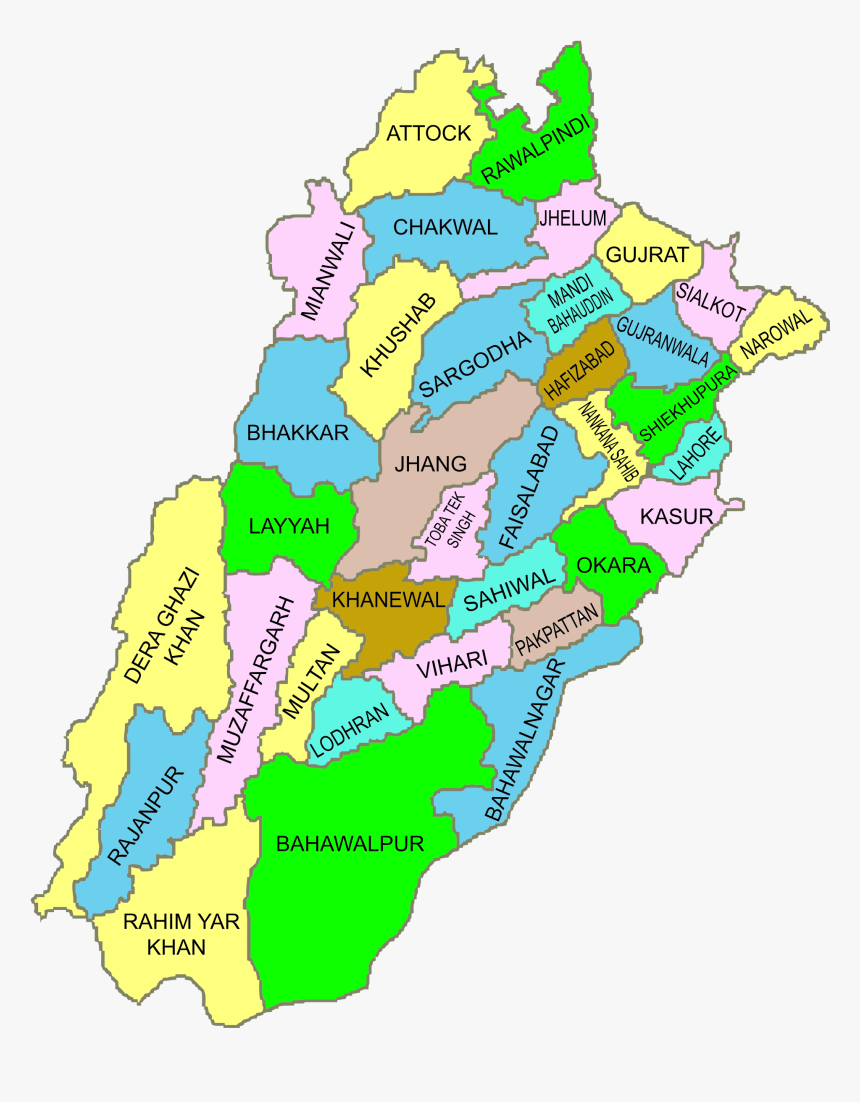 ATTOCK
RAWALPINDI
CHAKWAL
JHELUM
MIANWALI
GUJRAT
MANDI
BAHAUDDIN
SIALKOT
KHUSHAB
NAROWAL
GUJRANWALA
SARGODHA
HAFIZABAD
SHIEKHUPURA
BHAKKAR
NANKANA SAHIB
LAHORE
JHANG
FAISALABAD
TOBA TEK
SINGH
KASUR
LAYYAH
OKARA
SAHIWAL
KHANEWAL
DERA GHAZI
KHAN
PAKPATTAN
MUZAFFARGARH
VIHARI
MULTAN
LODHRAN
BAHAWALNAGAR
RAJANPUR
BAHAWALPUR
RAHIM YAR
KHAN